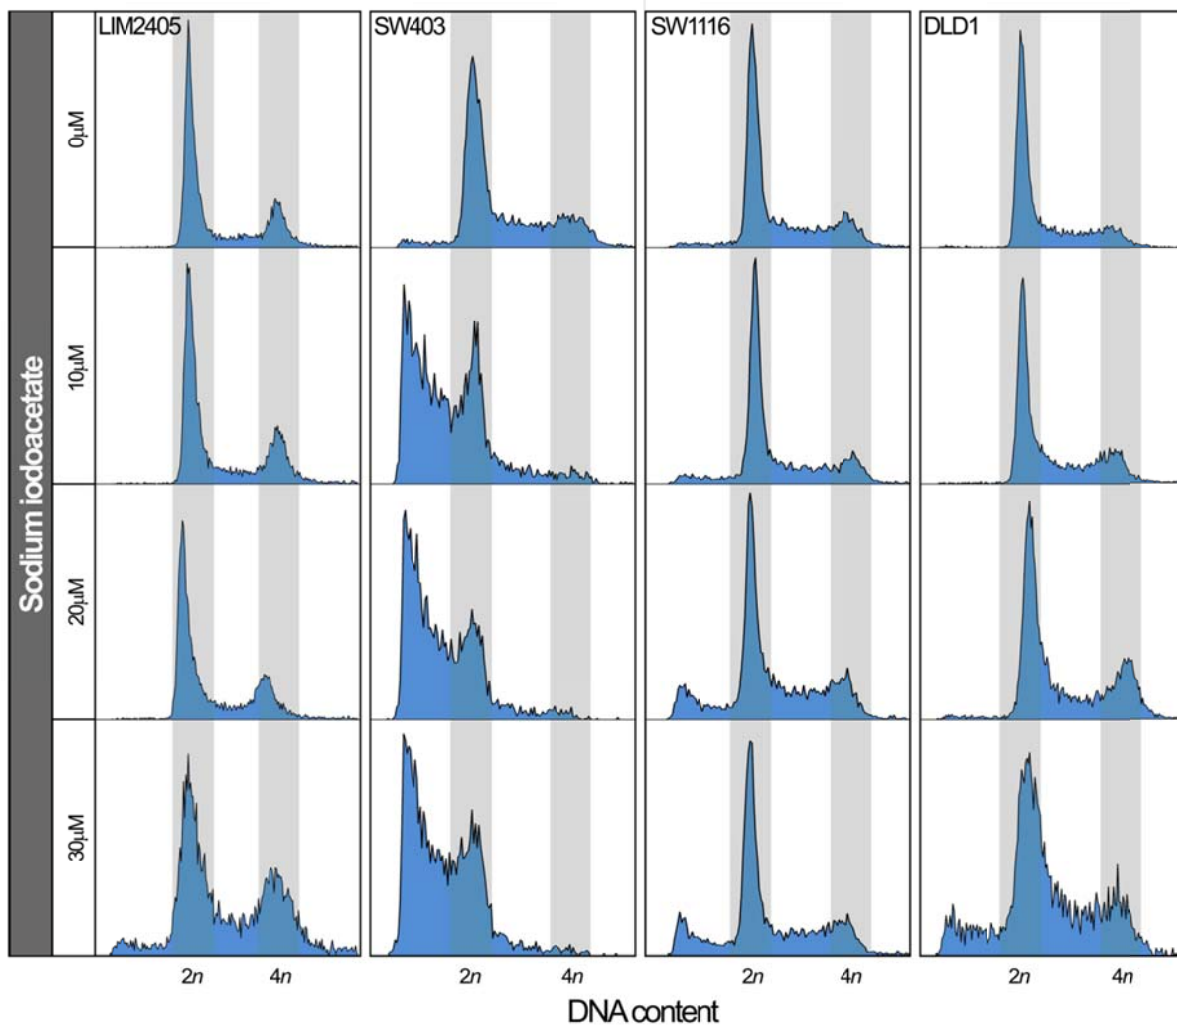 LIM2405
SW403
SW1116
DLD1
Sodium iodoacetate
0μM
10μM
20μM
30μM
2n 4n 2n 4n 2n 4n 2n 4n
DNA content